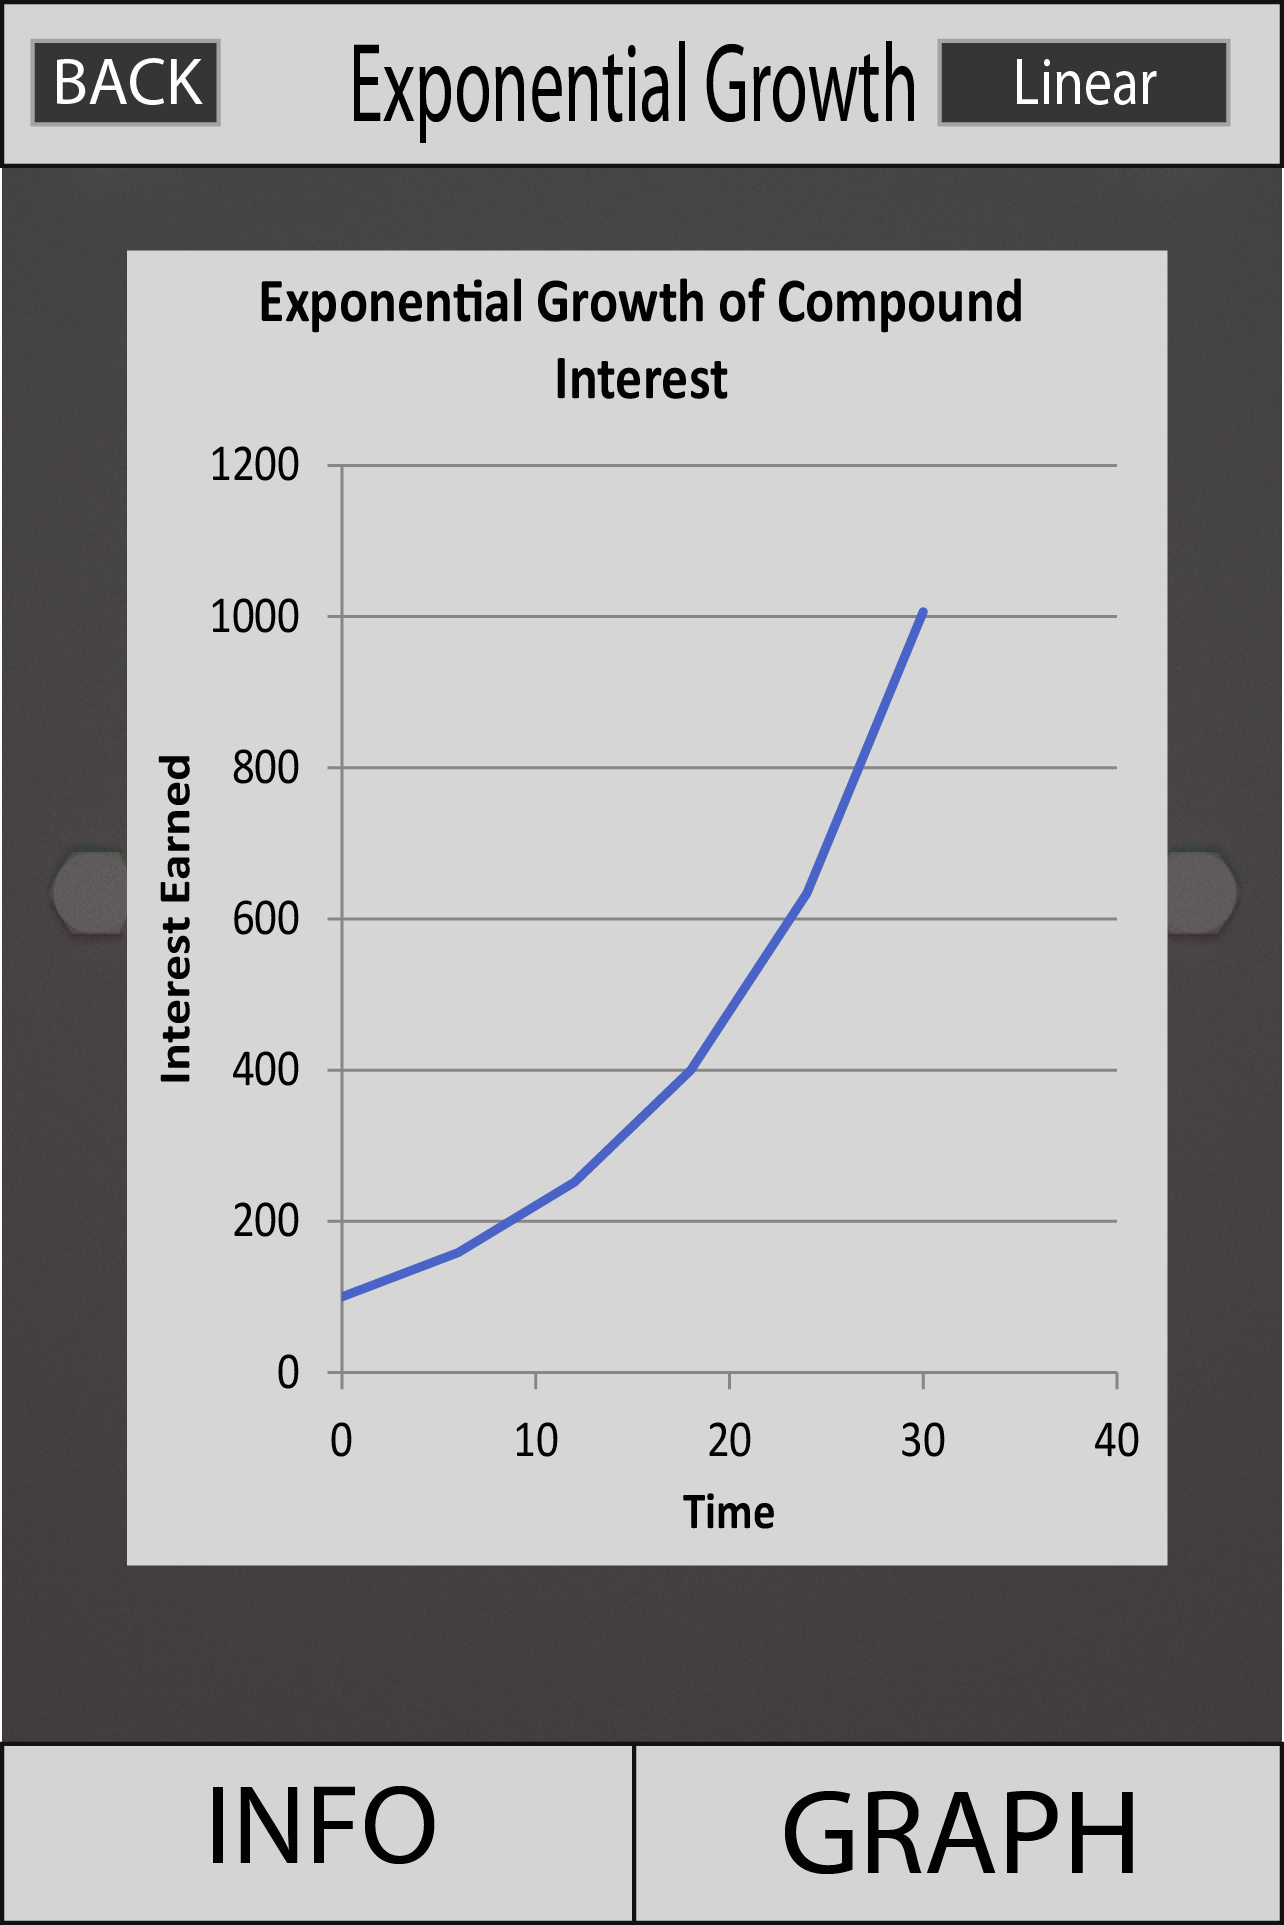 BACK
Exponential Growth
Linear
Exponential Growth of Compound
Interest
1200
1000
800
600
400
200
0
Interest Earned
0 10 20 30 40
Time
INFO
GRAPH